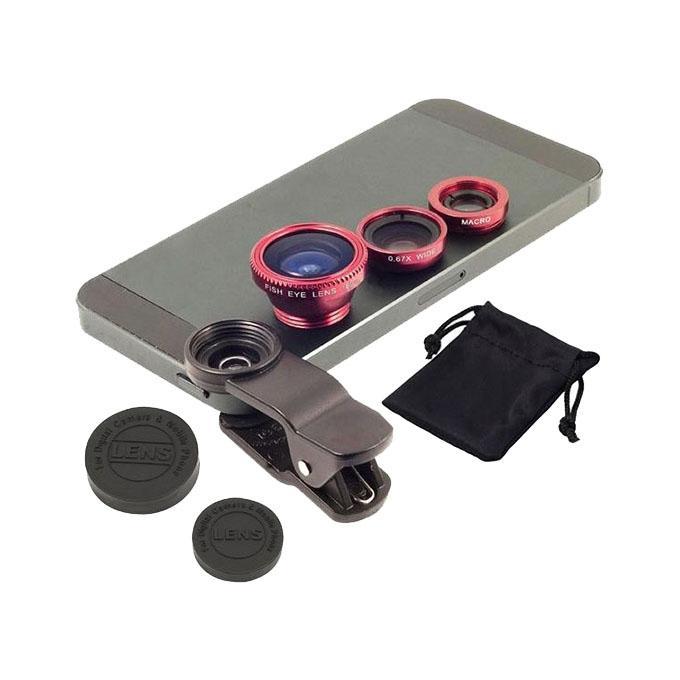 MACRO
0.67X WIDE
FISH EYE LENS
For Digital Camera & Mobile Phone
LENS
For Digital Camera & Mobile Phone
LENS